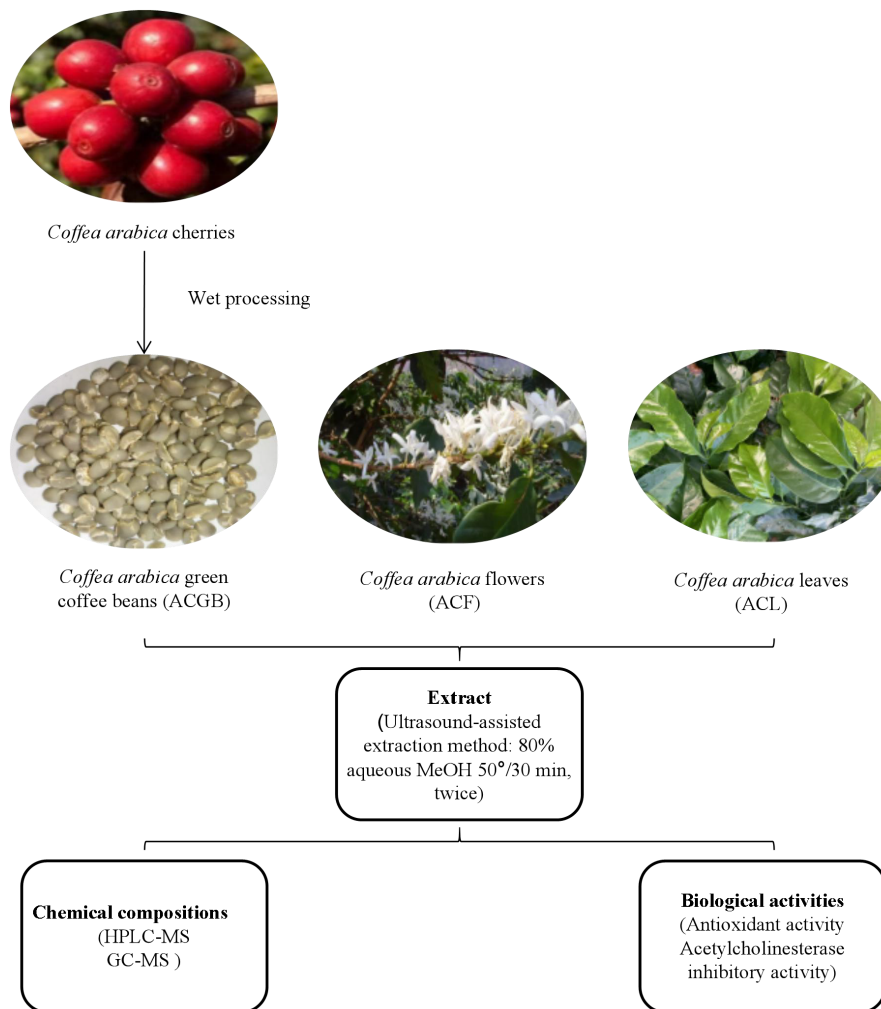 Coffea arabica cherries
Wet processing
Coffea arabica green
coffee beans (ACGB)
Coffea arabica flowers
(ACF)
Coffea arabica leaves
(ACL)
Extract
(Ultrasound-assisted
extraction method: 80%
aqueous MeOH 50°/30 min,
twice)
Chemical compositions
(HPLC-MS
GC-MS )
Biological activities
(Antioxidant activity
Acetylcholinesterase
inhibitory activity)